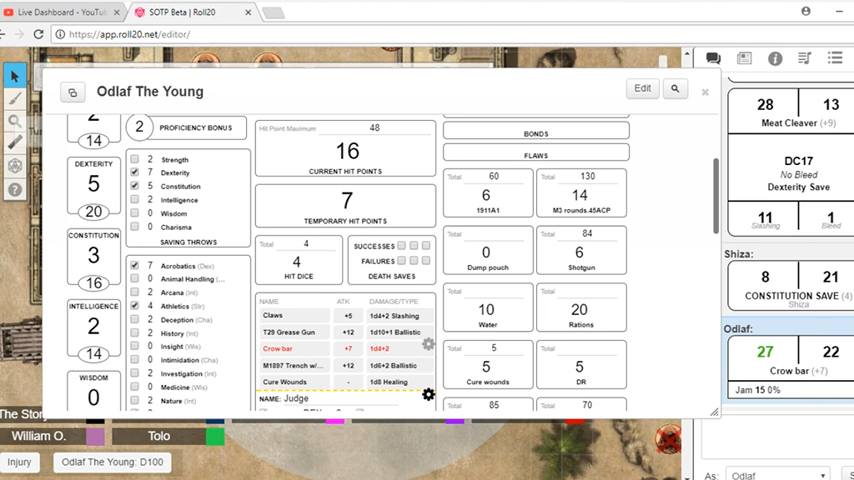 Live Dashboard - YouTu
SOTP Beta | Roll20
https://app.roll20.net/editor/
Odlaf The Young
Edit
2
14
DEXTERITY
5
20
CONSTITUTION
3
16
INTELLIGENCE
2
14
WISDOM
0
2 PROFICIENCY BONUS
2 Strength
7 Dexterity
5 Constitution
2 Intelligence
0 Wisdom
0 Charisma
SAVING THROWS
7 Acrobatics (Dex)
0 Animal Handling (...
2 Arcana (Int)
4 Athletics (Str)
2 Deception (Cha)
2 History (Int)
0 Insight (Wis)
0 Intimidation (Cha)
2 Investigation (Int)
0 Medicine (Wis)
2 Nature (Int)
Hit Point Maximum 48
16
CURRENT HIT POINTS
7
TEMPORARY HIT POINTS
Total 4
4
HIT DICE
SUCCESSES
FAILURES
DEATH SAVES
NAME ATK DAMAGE/TYPE
Claws +5 1d4+2 Slashing
T29 Grease Gun +12 1d10+1 Ballistic
Crow bar +7 1d4+2
M1897 Trench w/... +12 1d6+2 Ballistic
Cure Wounds - 1d8 Healing
NAME: Judge
BONDS
FLAWS
Total 60
6
1911A1
Total 130
14
M3 rounds.45ACP
Total
0
Dump pouch
Total 84
6
Shotgun
Total
10
Water
Total
20
Rations
Total 5
5
Cure wounds
Total
5
DR
Total 85
Total 70
28 13
Meat Cleaver (+9)
DC17
No Bleed
Dexterity Save
11 1
Slashing Bleed
Shiza:
8 21
CONSTITUTION SAVE (4)
Shiza
Odlaf:
27 22
Crow bar (+7)
Jam 15 0%
As: Odlaf
The Story
William O.
Tolo
Injury
Odlaf The Young: D100